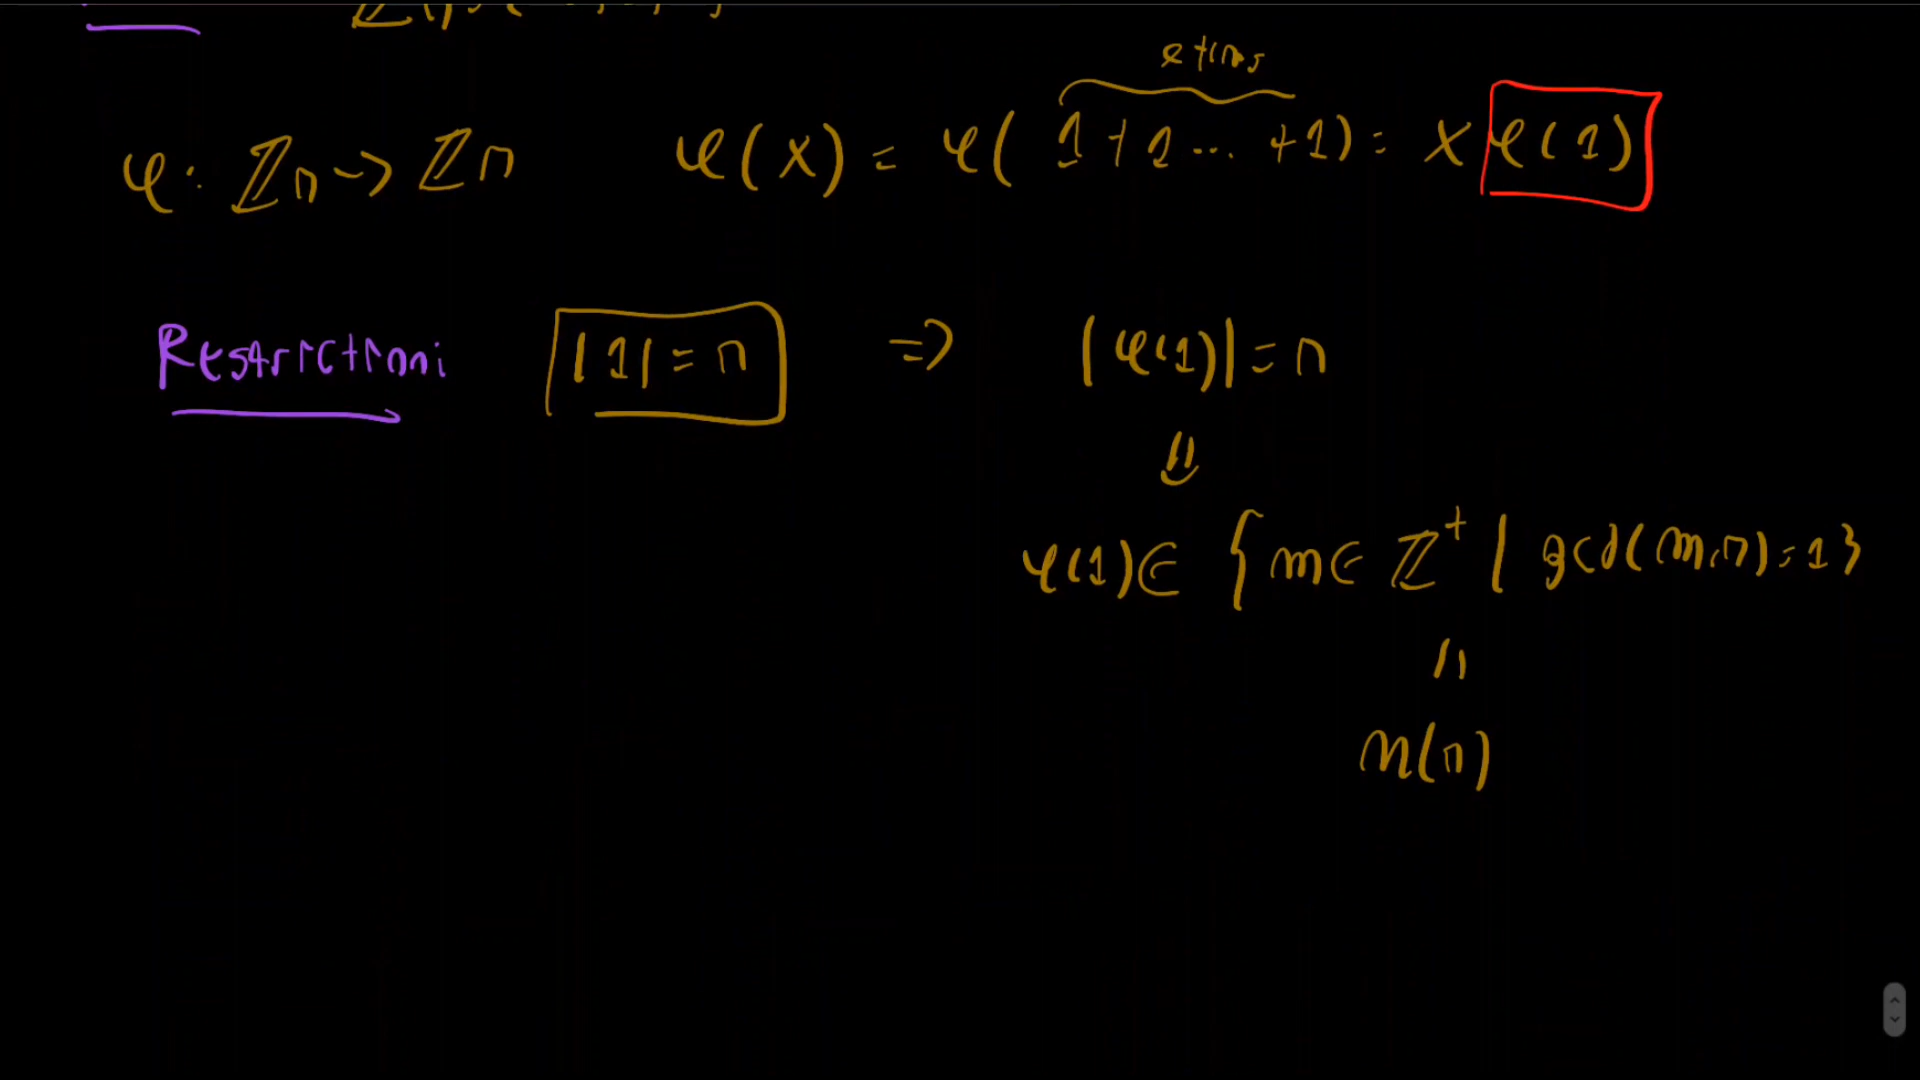 x times
φ: ℤn -> ℤn φ(x) = φ(1+1... +1) = xφ(1)
Restriction: |1| = n => |φ(1)| = n
⇓
φ(1) ∈ {m ∈ ℤ⁺ | gcd(m,n) = 1}
=
U(n)